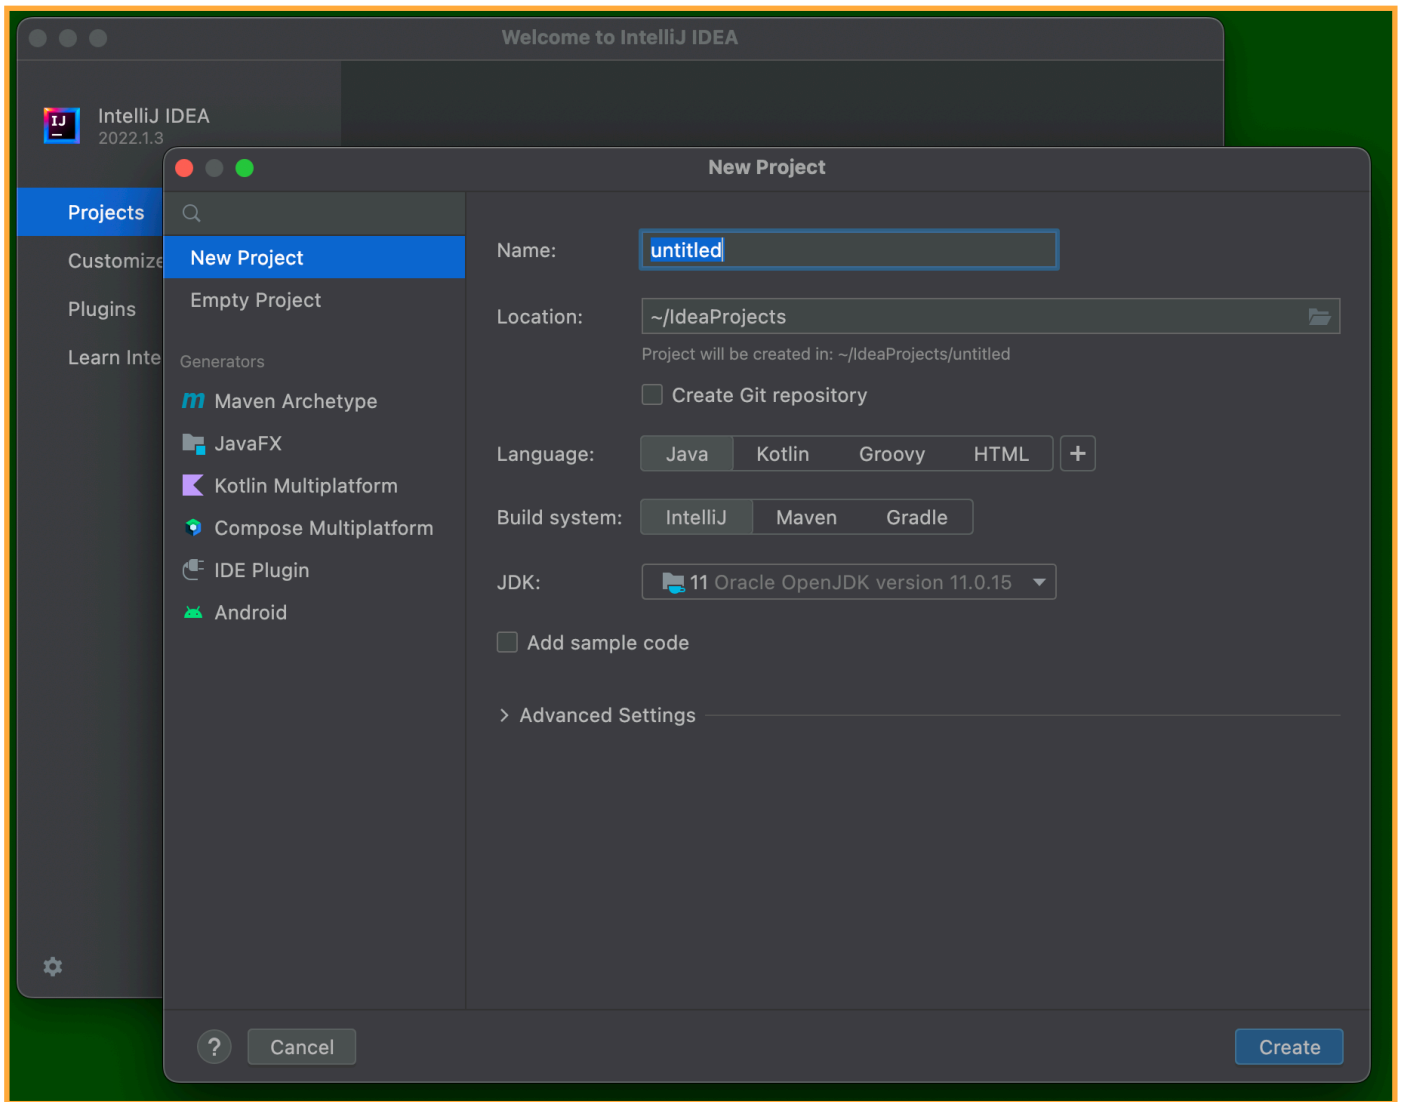 Welcome to IntelliJ IDEA
IJ
IntelliJ IDEA
2022.1.3
Projects
Customize
Plugins
Learn Inte
New Project
New Project
Empty Project
Generators
m Maven Archetype
JavaFX
Kotlin Multiplatform
Compose Multiplatform
IDE Plugin
Android
Name: untitled
Location: ~/IdeaProjects
Project will be created in: ~/IdeaProjects/untitled
Create Git repository
Language: Java Kotlin Groovy HTML +
Build system: IntelliJ Maven Gradle
JDK: 11 Oracle OpenJDK version 11.0.15
Add sample code
Advanced Settings
? Cancel Create